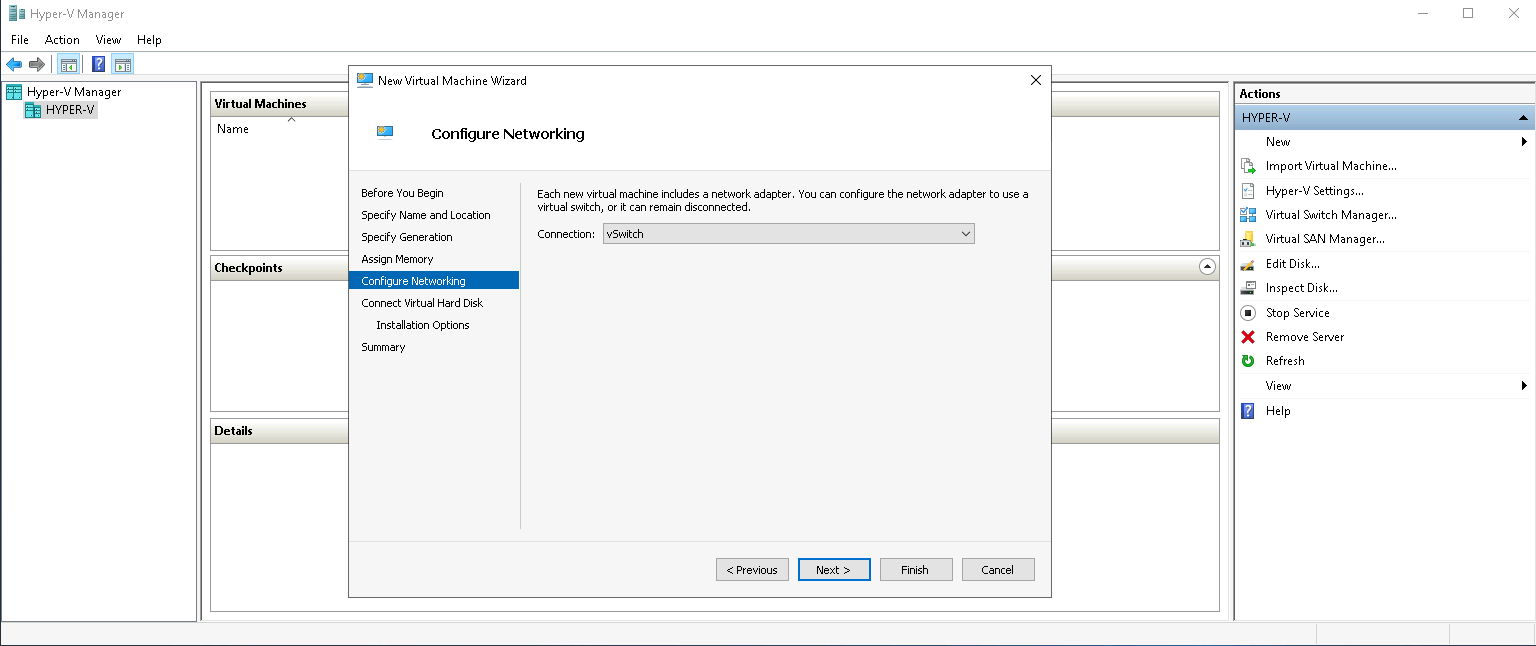 Hyper-V Manager
File Action View Help
Hyper-V Manager
HYPER-V
Virtual Machines
Name
Checkpoints
Details
New Virtual Machine Wizard
Configure Networking
Before You Begin
Specify Name and Location
Specify Generation
Assign Memory
Configure Networking
Connect Virtual Hard Disk
Installation Options
Summary
Each new virtual machine includes a network adapter. You can configure the network adapter to use a
virtual switch, or it can remain disconnected.
Connection: vSwitch
< Previous Next > Finish Cancel
Actions
HYPER-V
New
Import Virtual Machine...
Hyper-V Settings...
Virtual Switch Manager...
Virtual SAN Manager...
Edit Disk...
Inspect Disk...
Stop Service
Remove Server
Refresh
View
Help